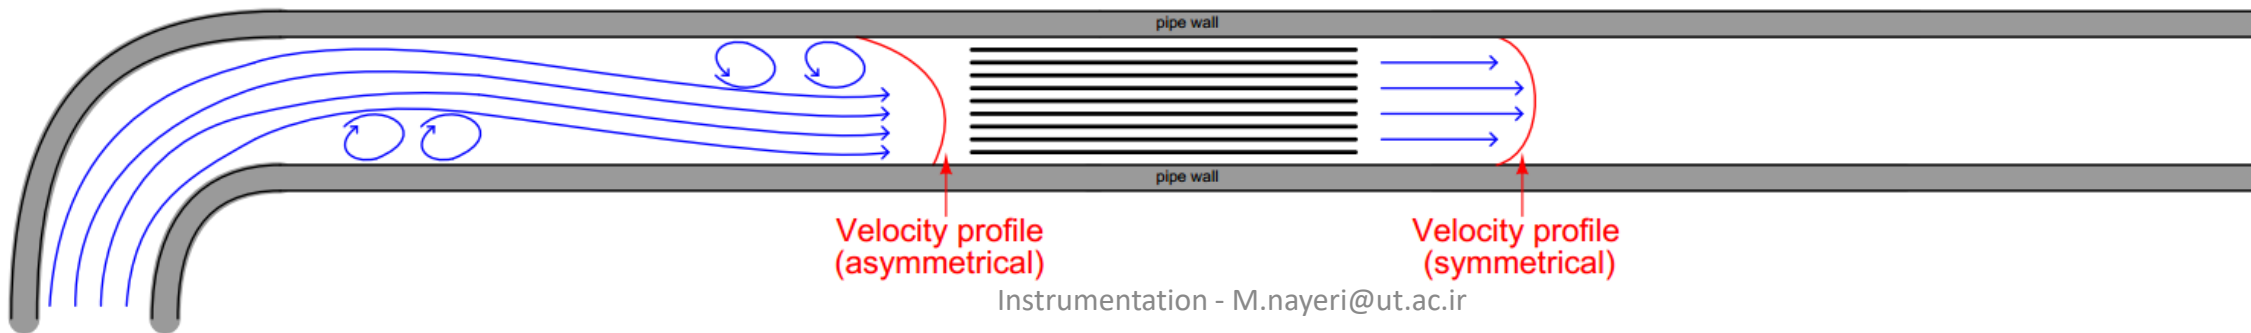 pipe wall
pipe wall
Velocity profile
(asymmetrical)
Velocity profile
(symmetrical)
Instrumentation - M.nayeri@ut.ac.ir